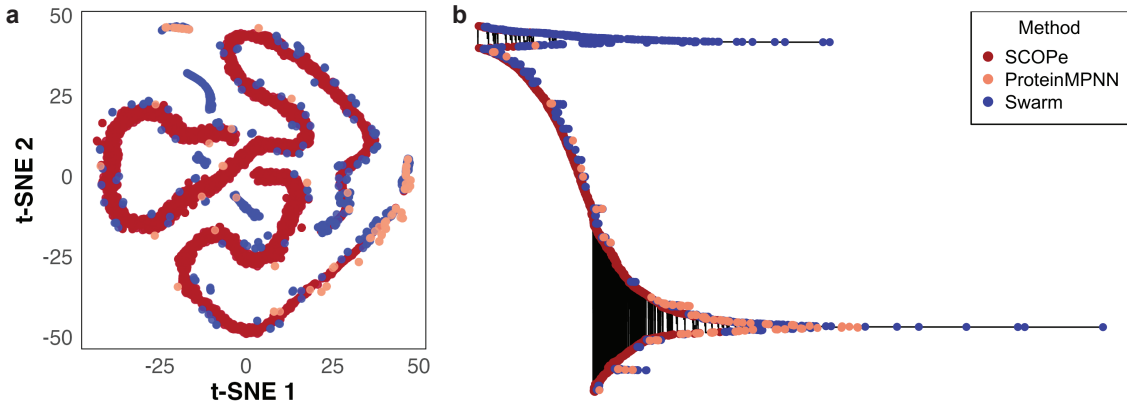 a
50
25
0
-25
-50
t-SNE 2
-25
0
25
50
t-SNE 1
b
Method
SCOPe
ProteinMPNN
Swarm